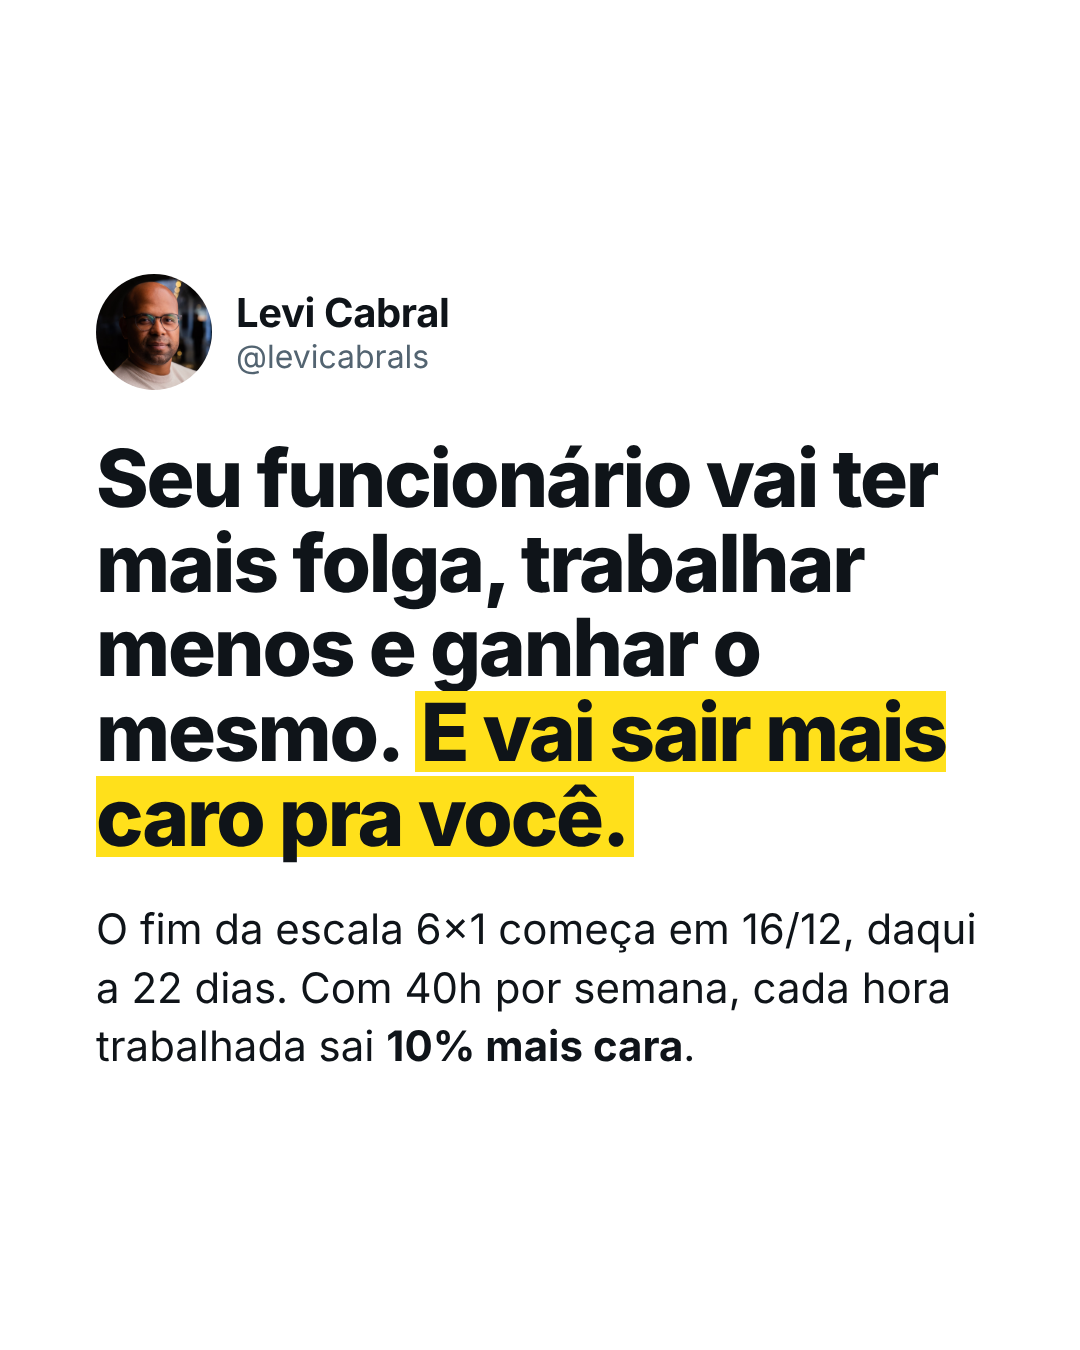 Levi Cabral
@levicabrals
Seu funcionário vai ter
mais folga, trabalhar
menos e ganhar o
mesmo. E vai sair mais
caro pra você.
O fim da escala 6×1 começa em 16/12, daqui
a 22 dias. Com 40h por semana, cada hora
trabalhada sai 10% mais cara.